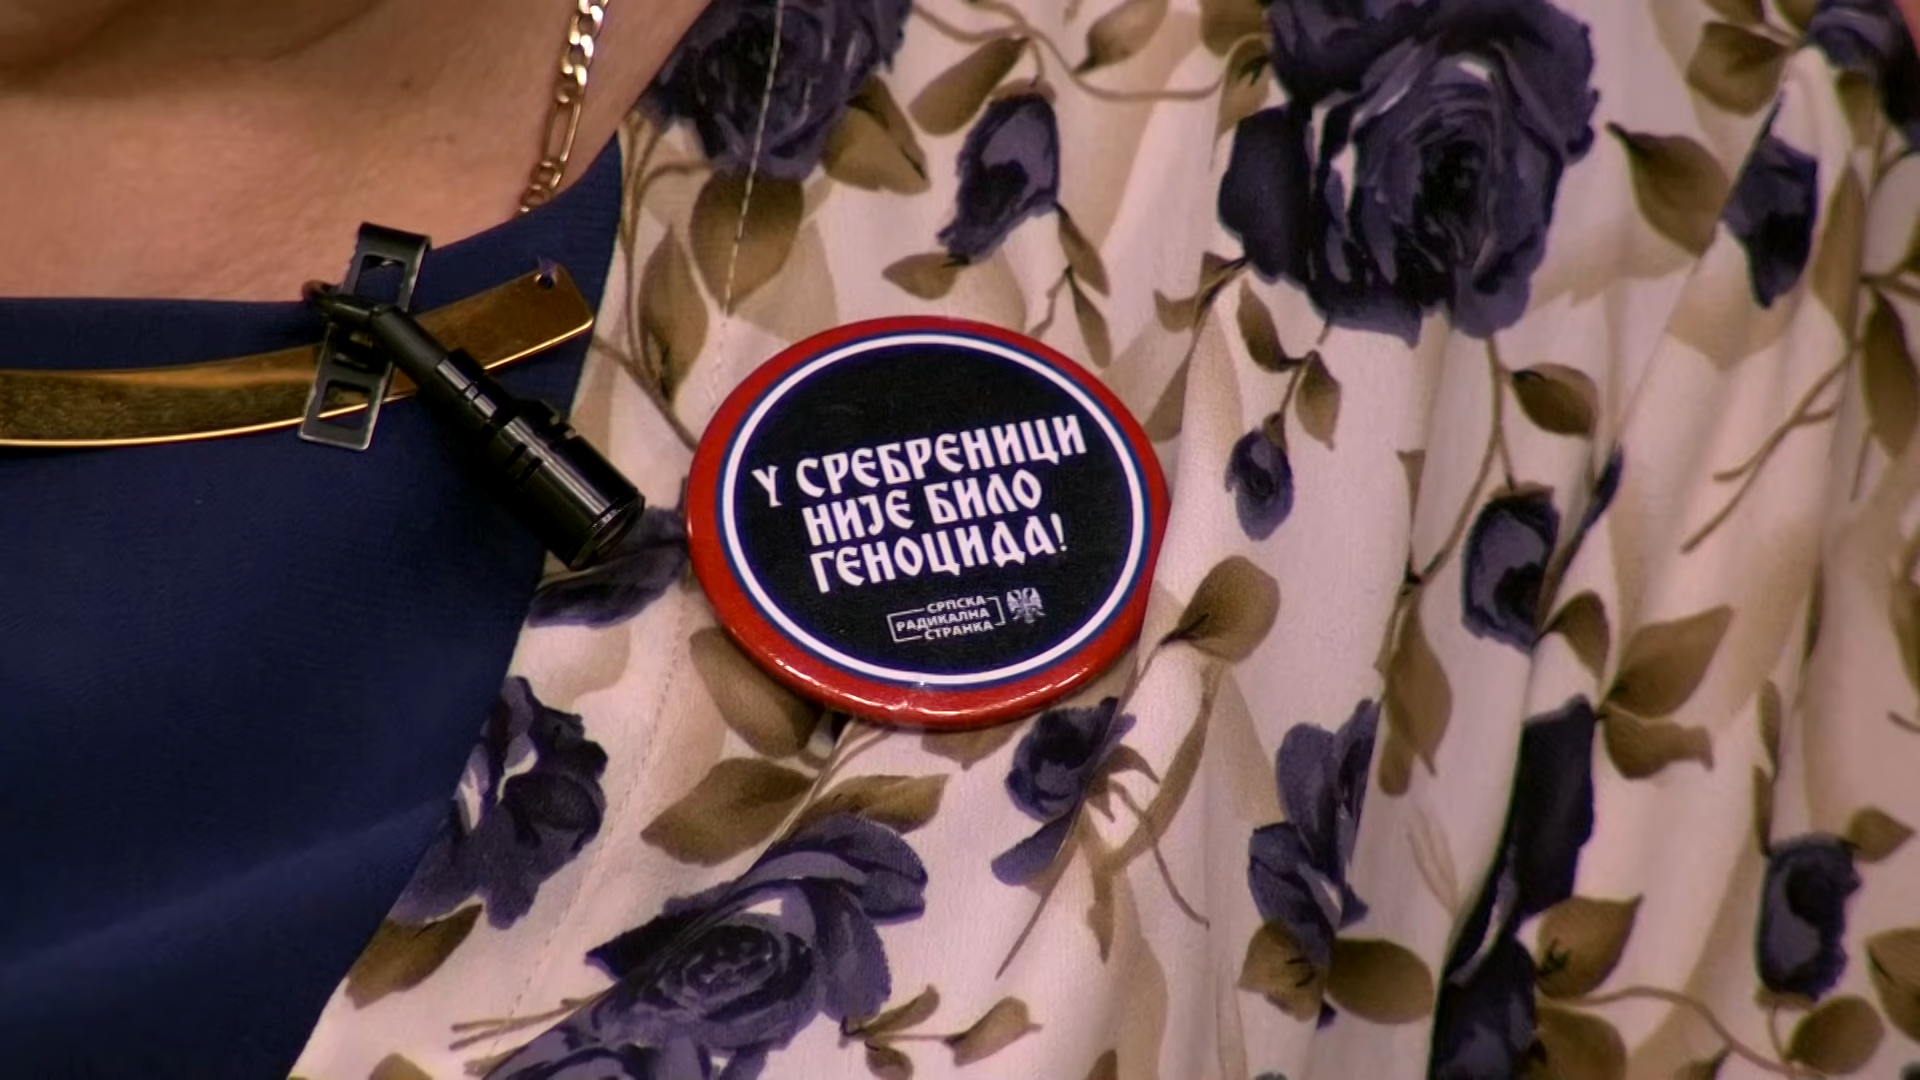 У СРЕБРЕНИЦИ
НИЈЕ БИЛО
ГЕНОЦИДА!
СРПСКА
РАДИКАЛНА
СТРАНКА